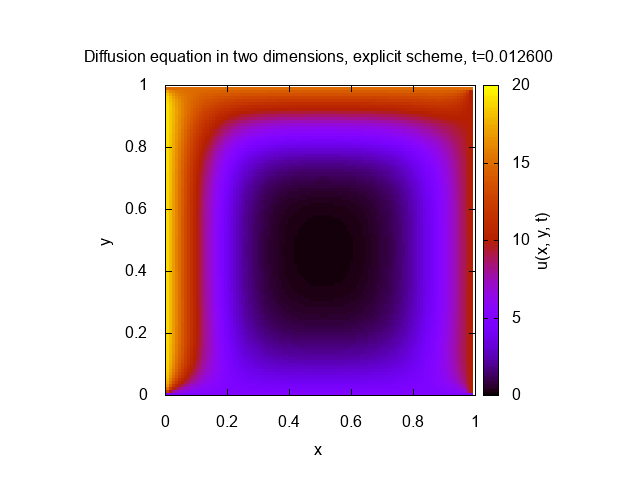 Diffusion equation in two dimensions, explicit scheme, t=0.012600
1
0.8
0.6
0.4
0.2
0
y
0 0.2 0.4 0.6 0.8 1
x
20
15
10
5
0
u(x, y, t)